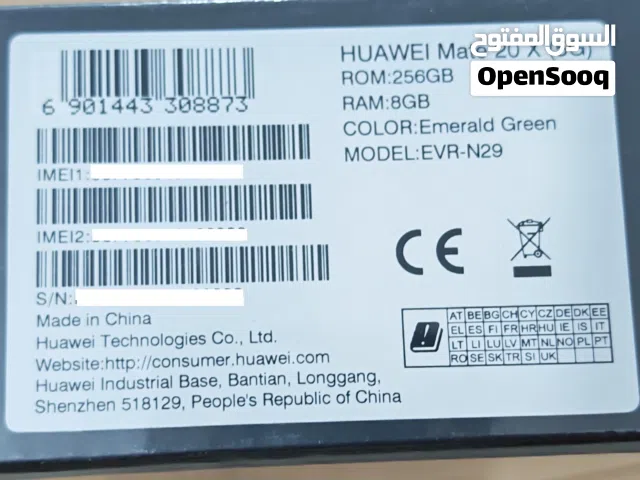 السوق المفتوح
OpenSooq
HUAWEI Mate 20 X (5G)
ROM:256GB
RAM:8GB
COLOR:Emerald Green
MODEL:EVR-N29
6 901443 308873
IMEI1:
IMEI2:
S/N:
Made in China
Huawei Technologies Co., Ltd.
Website:http://consumer.huawei.com
Huawei Industrial Base, Bantian, Longgang,
Shenzhen 518129, People's Republic of China
CE
AT BE BG CH CY CZ DE DK EE
EL ES FI FR HR HU IE IS IT
LT LI LU LV MT NL NO PL PT
RO SE SK TR SI UK